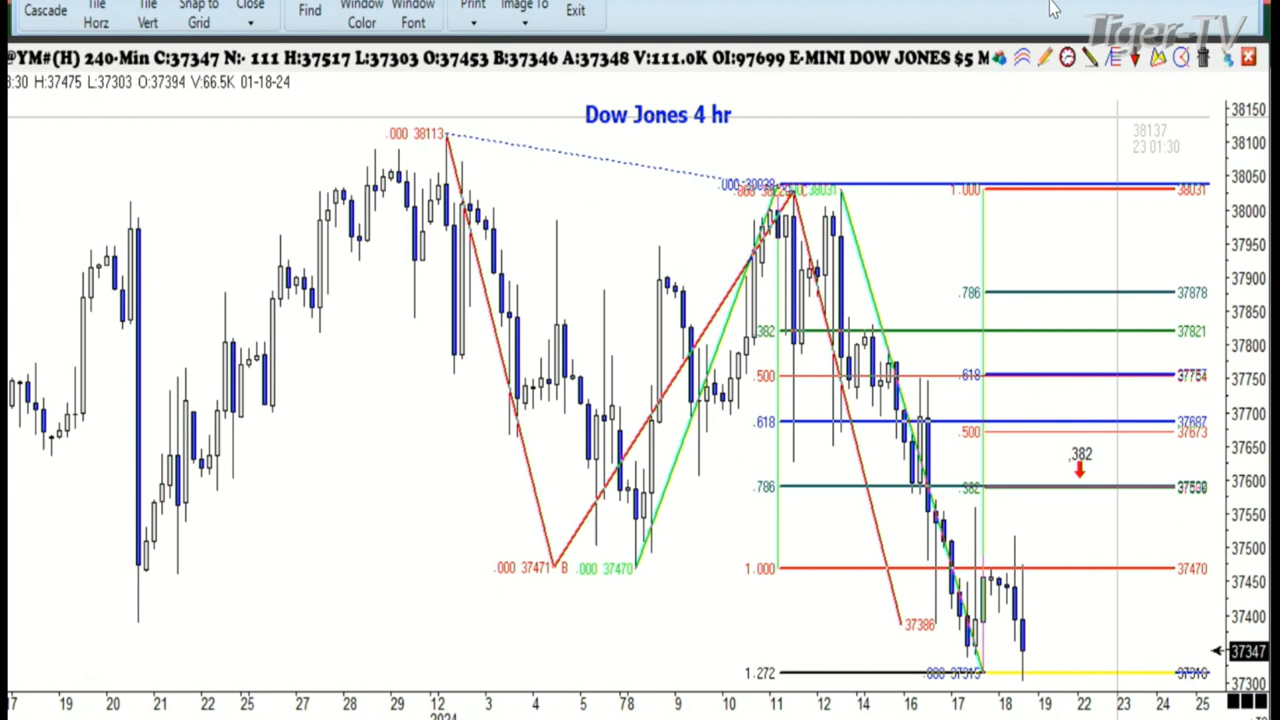 Cascade
Tile
Horz
Tile
Vert
Snap to
Grid
Close
Find
Window
Color
Window
Font
Print
Image To
Exit
Tiger-TV
@YM#(H) 240-Min C:37347 N:- 111 H:37517 L:37303 O:37453 B:37346 A:37348 V:111.0K OI:97699 E-MINI DOW JONES $5 M
3:30 H:37475 L:37303 O:37394 V:66.5K 01-18-24
Dow Jones 4 hr
38137
23 01:30
.000 38113
38031
1.000
38031
.786
37878
.382
37821
.500
.618
.618
37687
.500
37673
.382
.786
.382
.000 37471 B
.000 37470
1.000
37470
37386
1.272
38150
38100
38050
38000
37950
37900
37850
37800
37750
37700
37650
37600
37550
37500
37450
37400
37347
37300
17 19 20 21 22 25 26 27 28 29 12 3 4 5 78 9 10 11 12 14 16 17 18 19 22 23 24 25
2024